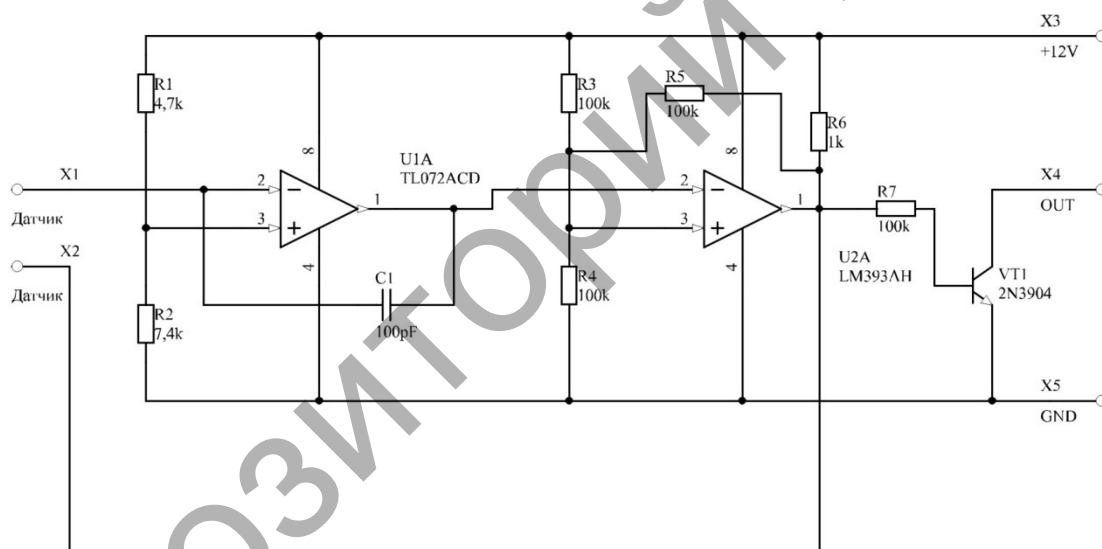 X3
+12V
R1
4,7k
R3
100k
R5
100k
R6
1k
8
8
U1A
TL072ACD
X1
2
1
2
1
R7
100k
X4
Датчик
3
3
OUT
X2
U2A
LM393AH
4
4
C1
R4
100k
VT1
2N3904
Датчик
R2
7,4k
100pF
X5
GND